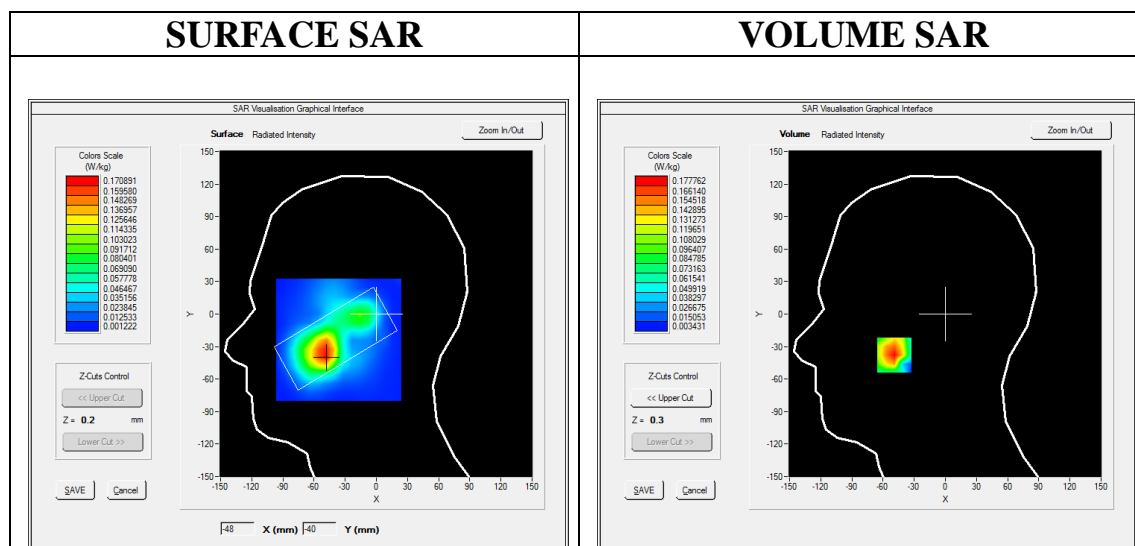 SURFACE SAR
VOLUME SAR
SAR Visualisation Graphical Interface
Surface Radiated Intensity
Zoom In/Out
Colors Scale
(W/kg)
0.170891
0.159580
0.148269
0.136957
0.125646
0.114335
0.103023
0.091712
0.080401
0.069090
0.057778
0.046467
0.035156
0.023845
0.012533
0.001222
Z-Cuts Control
<< Upper Cut
Z = 0.2 mm
Lower Cut >>
SAVE Cancel
150
120
90
60
30
0
-30
-60
-90
-120
-150
Y
-150 -120 -90 -60 -30 0 30 60 90 120 150
X
-48 X (mm) -40 Y (mm)
SAR Visualisation Graphical Interface
Volume Radiated Intensity
Zoom In/Out
Colors Scale
(W/kg)
0.177762
0.166140
0.154518
0.142895
0.131273
0.119651
0.108029
0.096407
0.084785
0.073163
0.061541
0.049919
0.038297
0.026675
0.015053
0.003431
Z-Cuts Control
<< Upper Cut
Z = 0.3 mm
Lower Cut >>
SAVE Cancel
150
120
90
60
30
0
-30
-60
-90
-120
-150
Y
-150 -120 -90 -60 -30 0 30 60 90 120 150
X